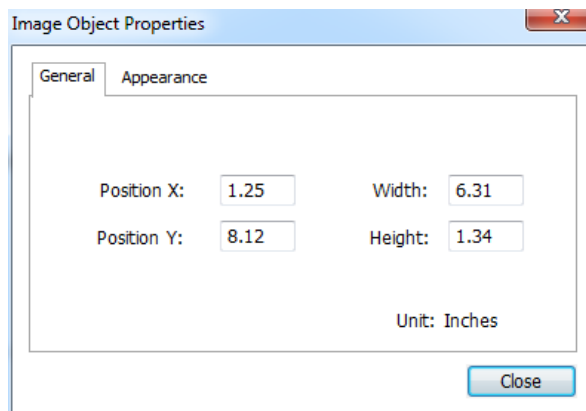 Image Object Properties
General Appearance
Position X: 1.25 Width: 6.31
Position Y: 8.12 Height: 1.34
Unit: Inches
Close